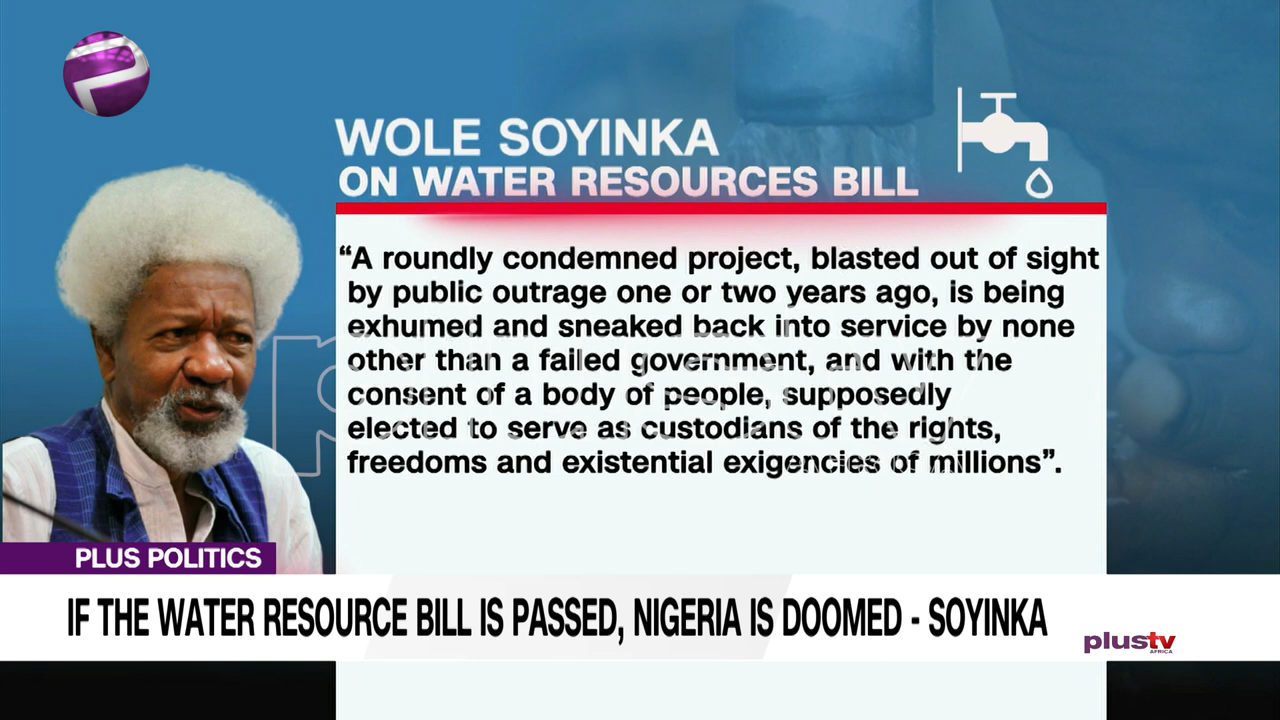 WOLE SOYINKA
ON WATER RESOURCES BILL
“A roundly condemned project, blasted out of sight
by public outrage one or two years ago, is being
exhumed and sneaked back into service by none
other than a failed government, and with the
consent of a body of people, supposedly
elected to serve as custodians of the rights,
freedoms and existential exigencies of millions”.
PLUS POLITICS
IF THE WATER RESOURCE BILL IS PASSED, NIGERIA IS DOOMED - SOYINKA
plustv
AFRICA